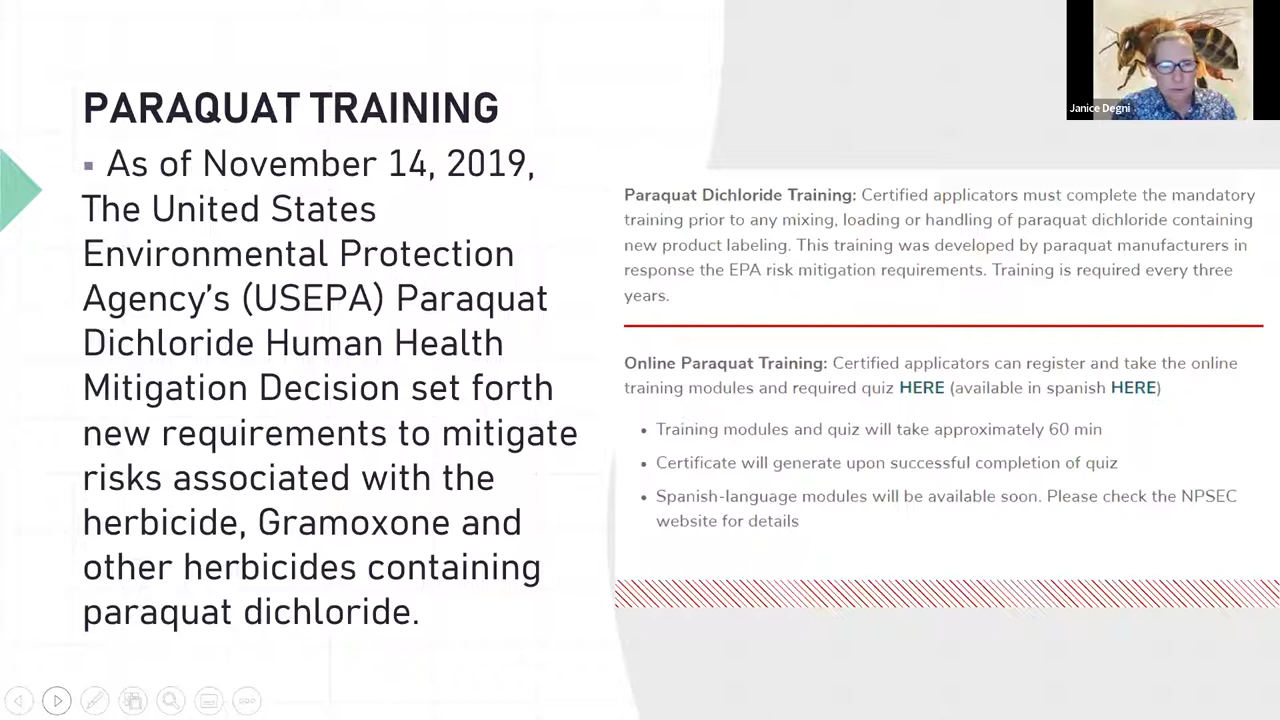 PARAQUAT TRAINING
▪ As of November 14, 2019,
The United States
Environmental Protection
Agency’s (USEPA) Paraquat
Dichloride Human Health
Mitigation Decision set forth
new requirements to mitigate
risks associated with the
herbicide, Gramoxone and
other herbicides containing
paraquat dichloride.
Janice Degni
Paraquat Dichloride Training: Certified applicators must complete the mandatory
training prior to any mixing, loading or handling of paraquat dichloride containing
new product labeling. This training was developed by paraquat manufacturers in
response the EPA risk mitigation requirements. Training is required every three
years.
Online Paraquat Training: Certified applicators can register and take the online
training modules and required quiz HERE (available in spanish HERE)
• Training modules and quiz will take approximately 60 min
• Certificate will generate upon successful completion of quiz
• Spanish-language modules will be available soon. Please check the NPSEC
website for details